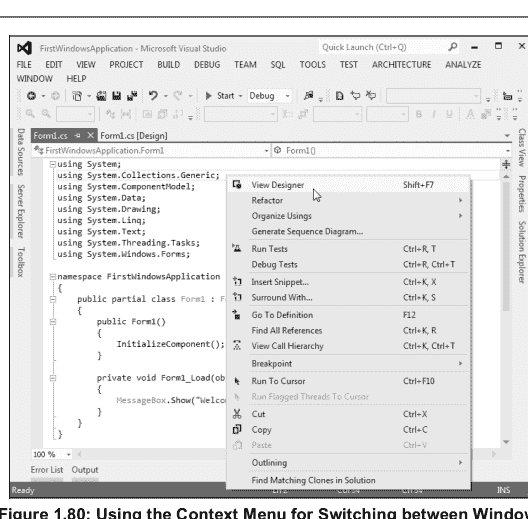 FirstWindowsApplication - Microsoft Visual Studio
Quick Launch (Ctrl+Q)
FILE EDIT VIEW PROJECT BUILD DEBUG TEAM SQL TOOLS TEST ARCHITECTURE ANALYZE
WINDOW HELP
Start Debug
Form1.cs Form1.cs [Design]
FirstWindowsApplication.Form1 Form1()
Data Sources
Server Explorer
Toolbox
using System;
using System.Collections.Generic;
using System.ComponentModel;
using System.Data;
using System.Drawing;
using System.Linq;
using System.Text;
using System.Threading.Tasks;
using System.Windows.Forms;
namespace FirstWindowsApplication
{
public partial class Form1 : F
{
public Form1()
{
InitializeComponent();
}
private void Form1_Load(ob
{
MessageBox.Show("Welco
}
}
}
View Designer Shift+F7
Refactor
Organize Usings
Generate Sequence Diagram...
Run Tests Ctrl+R, T
Debug Tests Ctrl+R, Ctrl+T
Insert Snippet... Ctrl+K, X
Surround With... Ctrl+K, S
Go To Definition F12
Find All References Ctrl+K, R
View Call Hierarchy Ctrl+K, Ctrl+T
Breakpoint
Run To Cursor Ctrl+F10
Run Flagged Threads To Cursor
Cut Ctrl+X
Copy Ctrl+C
Paste Ctrl+V
Outlining
Find Matching Clones in Solution
Class View
Properties
Solution Explorer
100 %
Error List Output
Ready INS
Figure 1.80: Using the Context Menu for Switching between Window